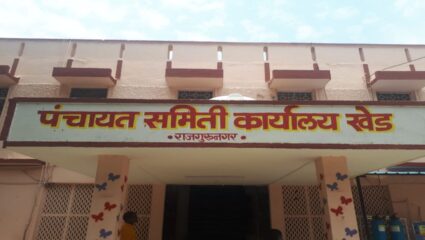 पंचायत समिती कार्यालय खेड
• राजगुरुनगर •